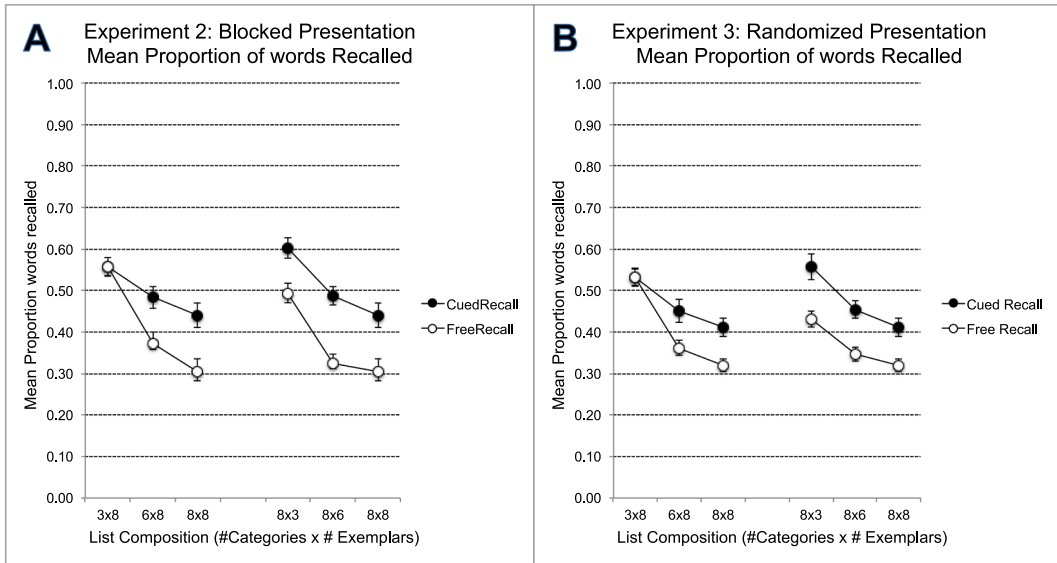 A
Experiment 2: Blocked Presentation
Mean Proportion of words Recalled
Mean Proportion words recalled
1.00
0.90
0.80
0.70
0.60
0.50
0.40
0.30
0.20
0.10
0.00
3x8 6x8 8x8 8x3 8x6 8x8
List Composition (#Categories x # Exemplars)
CuedRecall
FreeRecall
B
Experiment 3: Randomized Presentation
Mean Proportion of words Recalled
Mean Proportion words recalled
1.00
0.90
0.80
0.70
0.60
0.50
0.40
0.30
0.20
0.10
0.00
3x8 6x8 8x8 8x3 8x6 8x8
List Composition (#Categories x # Exemplars)
Cued Recall
Free Recall